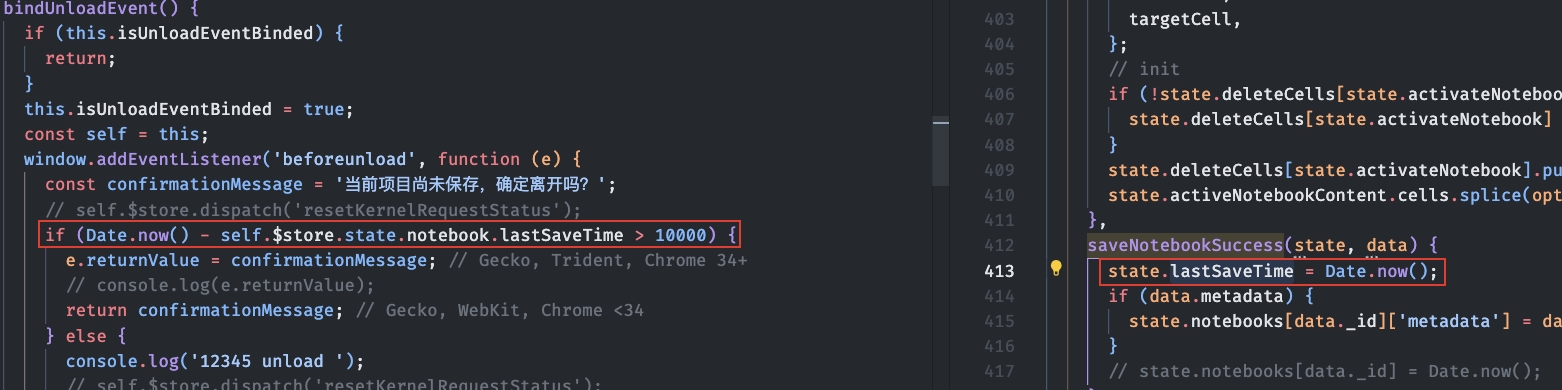 bindUnloadEvent() {
if (this.isUnloadEventBinded) {
return;
}
this.isUnloadEventBinded = true;
const self = this;
window.addEventListener('beforeunload', function (e) {
const confirmationMessage = '当前项目尚未保存，确定离开吗？';
// self.$store.dispatch('resetKernelRequestStatus');
if (Date.now() - self.$store.state.notebook.lastSaveTime > 10000) {
e.returnValue = confirmationMessage; // Gecko, Trident, Chrome 34+
// console.log(e.returnValue);
return confirmationMessage; // Gecko, WebKit, Chrome <34
} else {
console.log('12345 unload ');
// self.$store.dispatch('resetKernelRequestStatus');
403 targetCell,
404 };
405 // init
406 if (!state.deleteCells[state.activateNoteboo
407 state.deleteCells[state.activateNotebook]
408 }
409 state.deleteCells[state.activateNotebook].pu
410 state.activeNotebookContent.cells.splice(opt
411 },
412 saveNotebookSuccess(state, data) {
413 state.lastSaveTime = Date.now();
414 if (data.metadata) {
415 state.notebooks[data._id]['metadata'] = da
416 }
417 // state.notebooks[data._id] = Date.now();